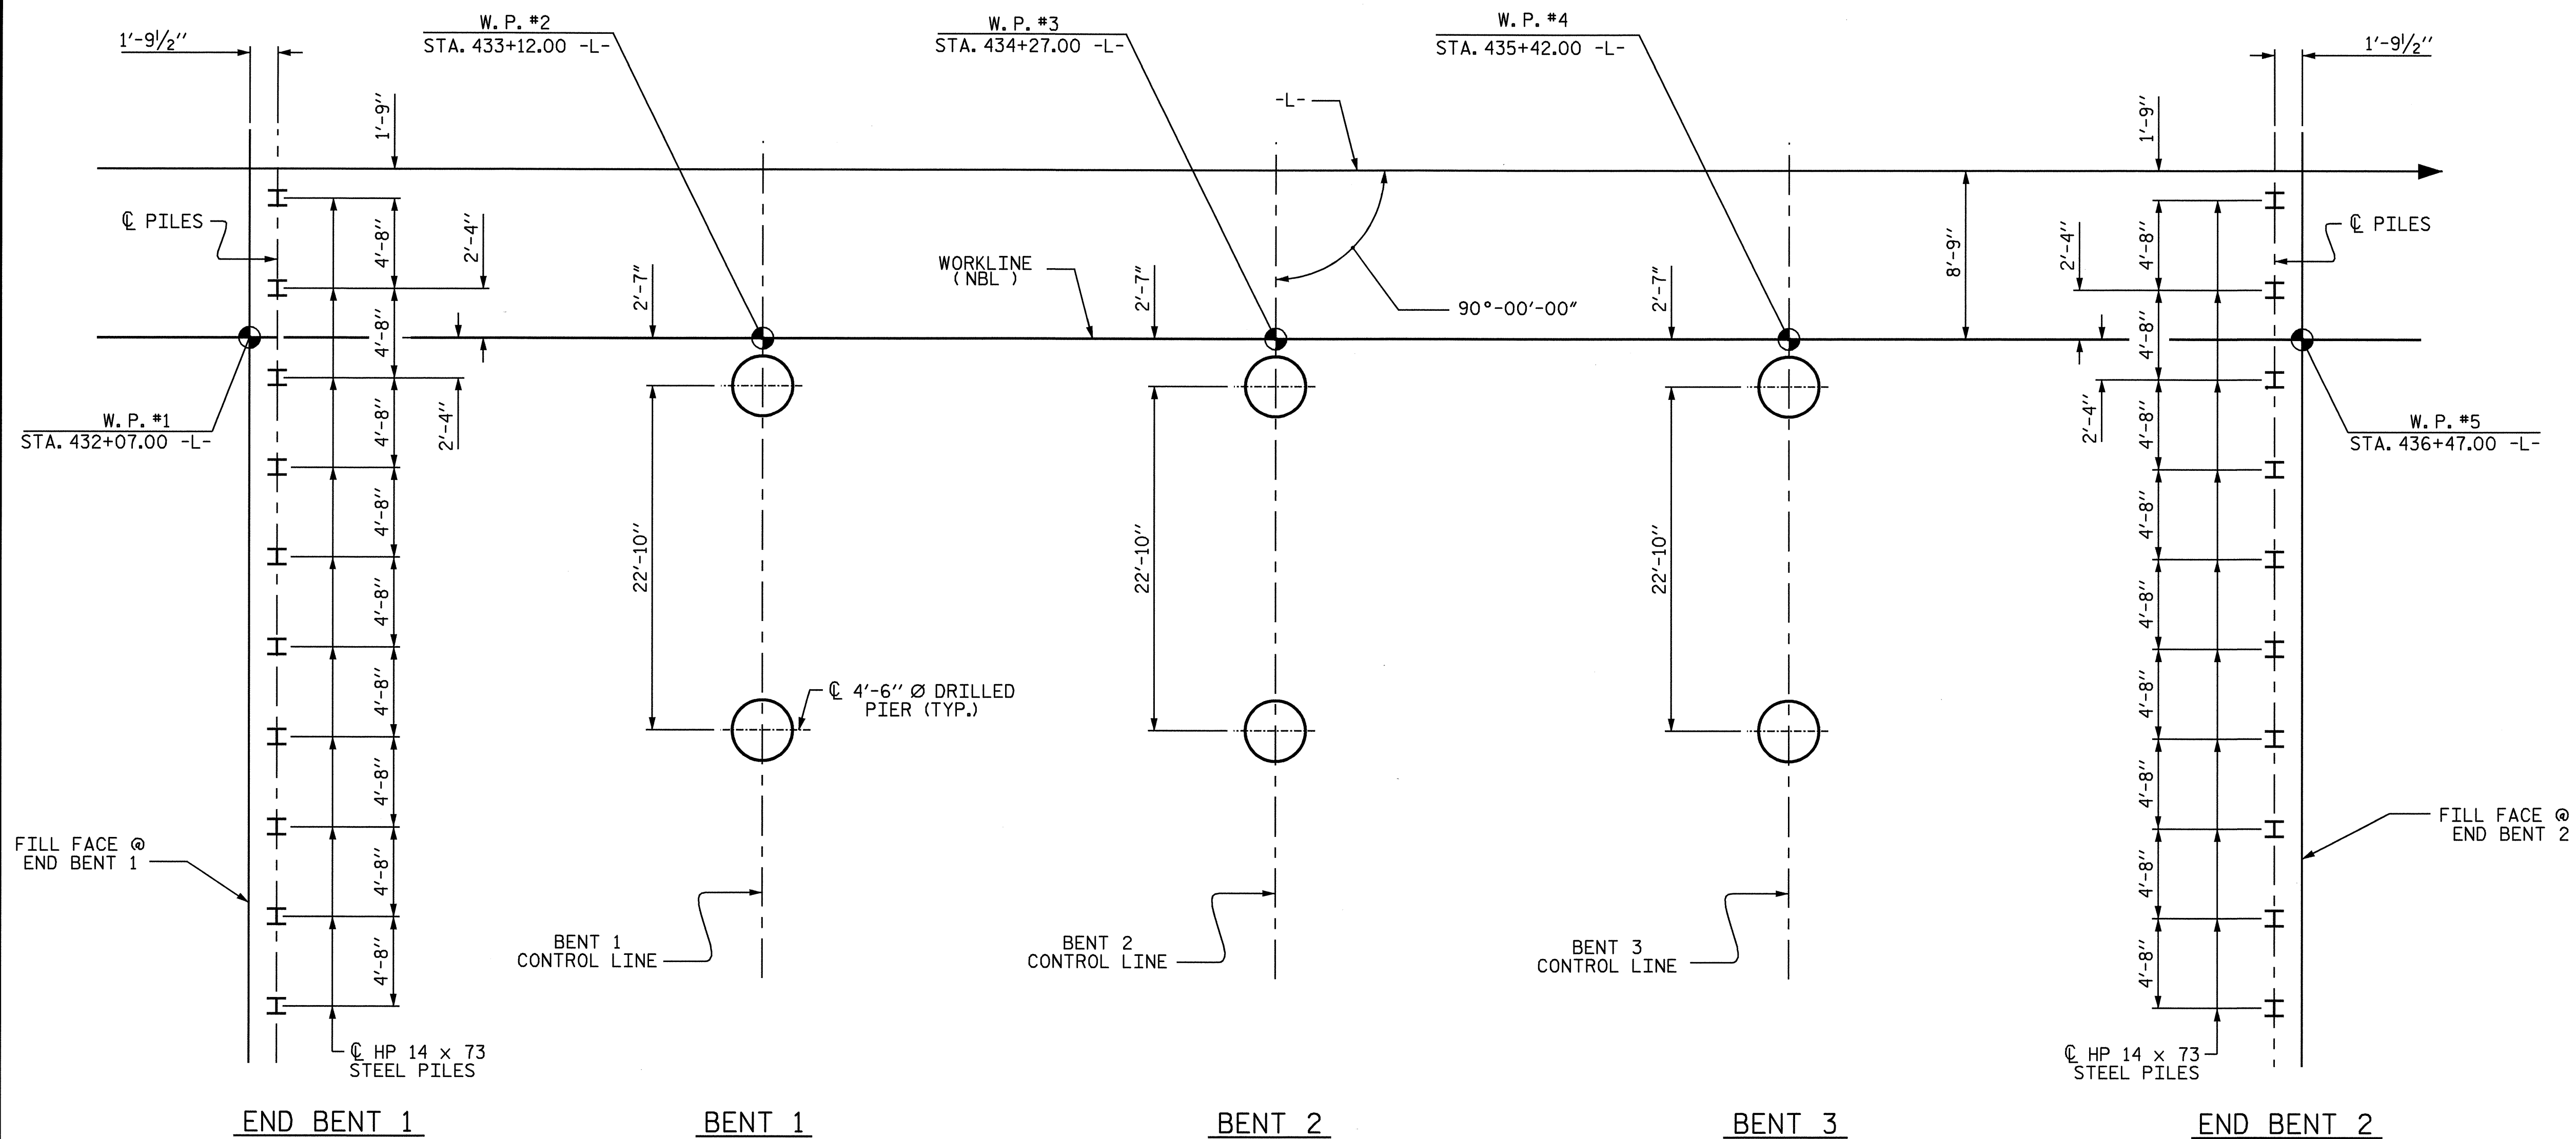 W. P. #2
STA. 433+12.00 -L-
W. P. #3
STA. 434+27.00 -L-
W. P. #4
STA. 435+42.00 -L-
1'-9 1/2"
1'-9 1/2"
1'-9"
-L-
1'-9"
℄ PILES
4'-8"
2'-4"
2'-7"
WORKLINE
( NBL )
2'-7"
90°-00'-00"
2'-7"
8'-9"
2'-4"
4'-8"
℄ PILES
4'-8"
4'-8"
W. P. #1
STA. 432+07.00 -L-
2'-4"
2'-4"
W. P. #5
STA. 436+47.00 -L-
4'-8"
4'-8"
4'-8"
4'-8"
4'-8"
4'-8"
4'-8"
22'-10"
22'-10"
22'-10"
4'-8"
4'-8"
4'-8"
4'-8"
4'-8"
4'-8"
4'-8"
℄ 4'-6" Ø DRILLED
PIER (TYP.)
FILL FACE @
END BENT 1
FILL FACE @
END BENT 2
BENT 1
CONTROL LINE
BENT 2
CONTROL LINE
BENT 3
CONTROL LINE
℄ HP 14 x 73
STEEL PILES
℄ HP 14 x 73
STEEL PILES
END BENT 1
BENT 1
BENT 2
BENT 3
END BENT 2